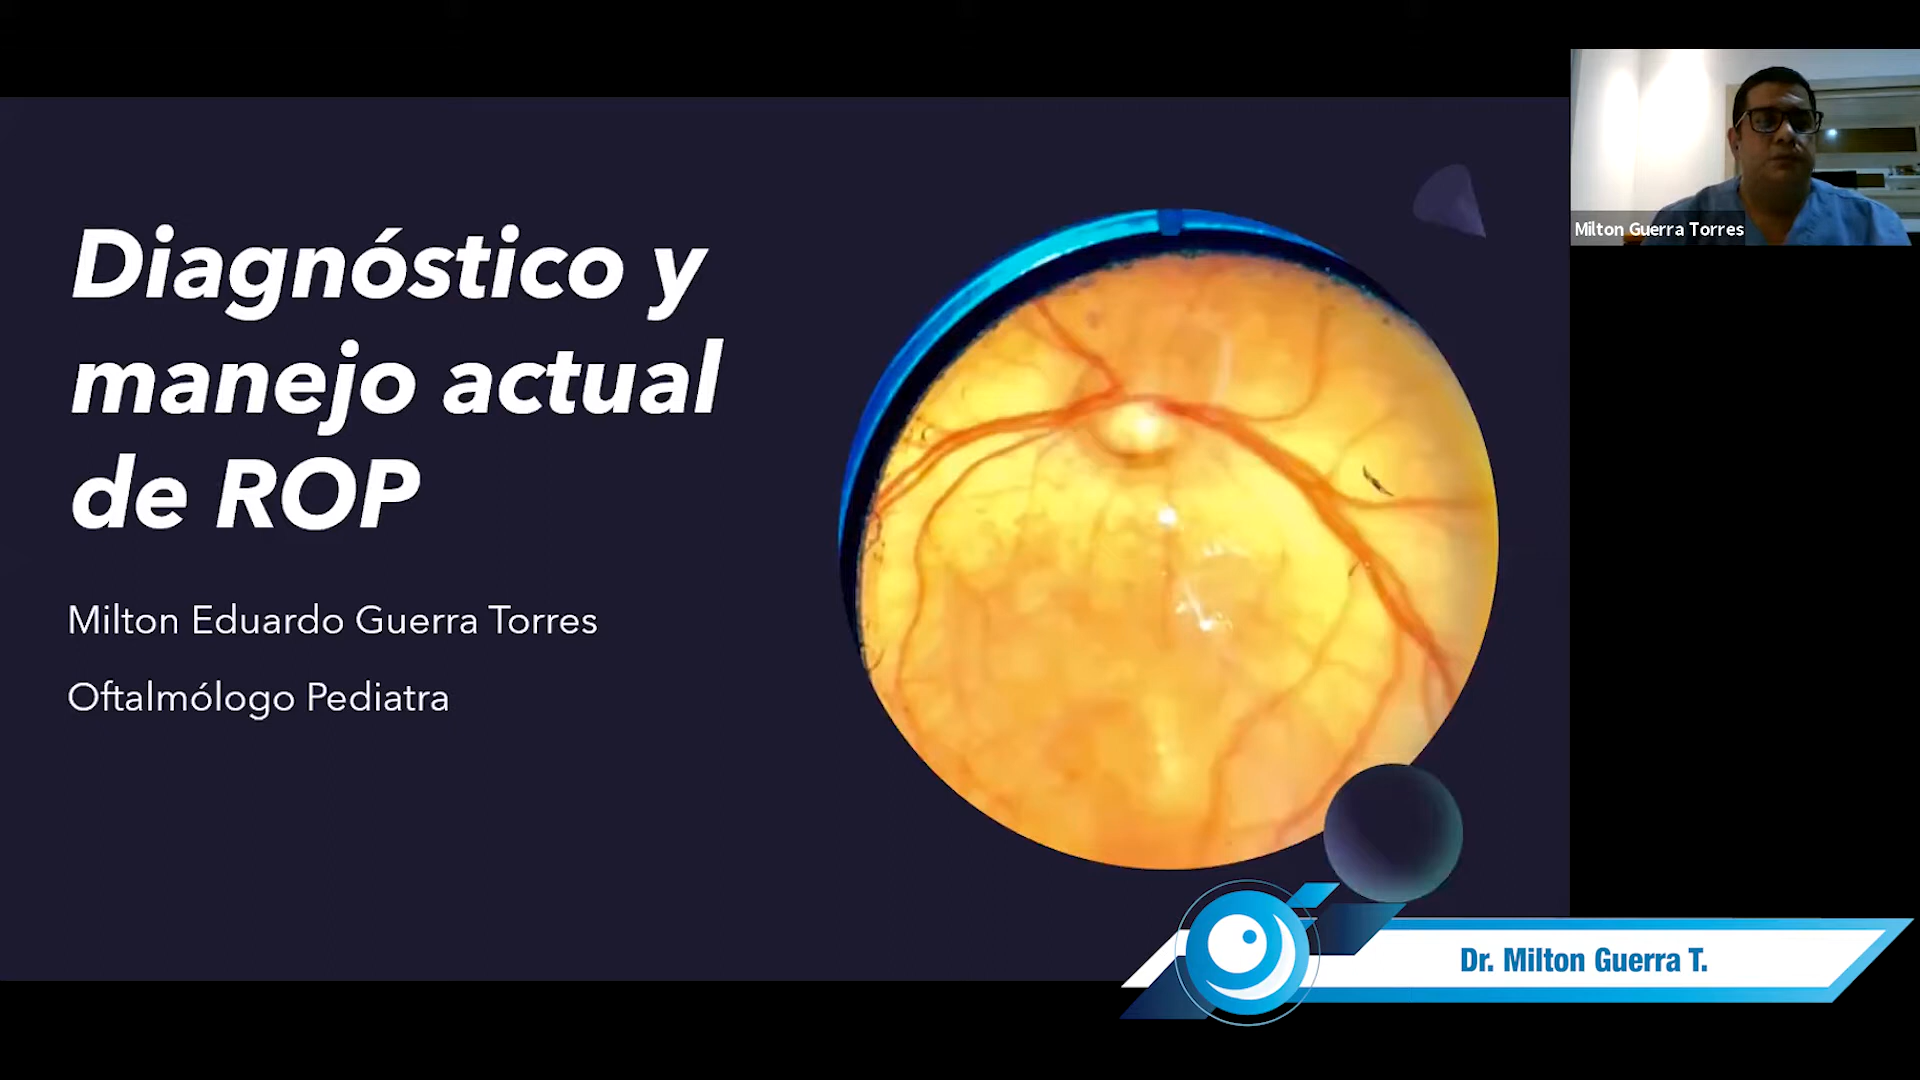 Diagnóstico y
manejo actual
de ROP
Milton Eduardo Guerra Torres
Oftalmólogo Pediatra
Milton Guerra Torres
Dr. Milton Guerra T.